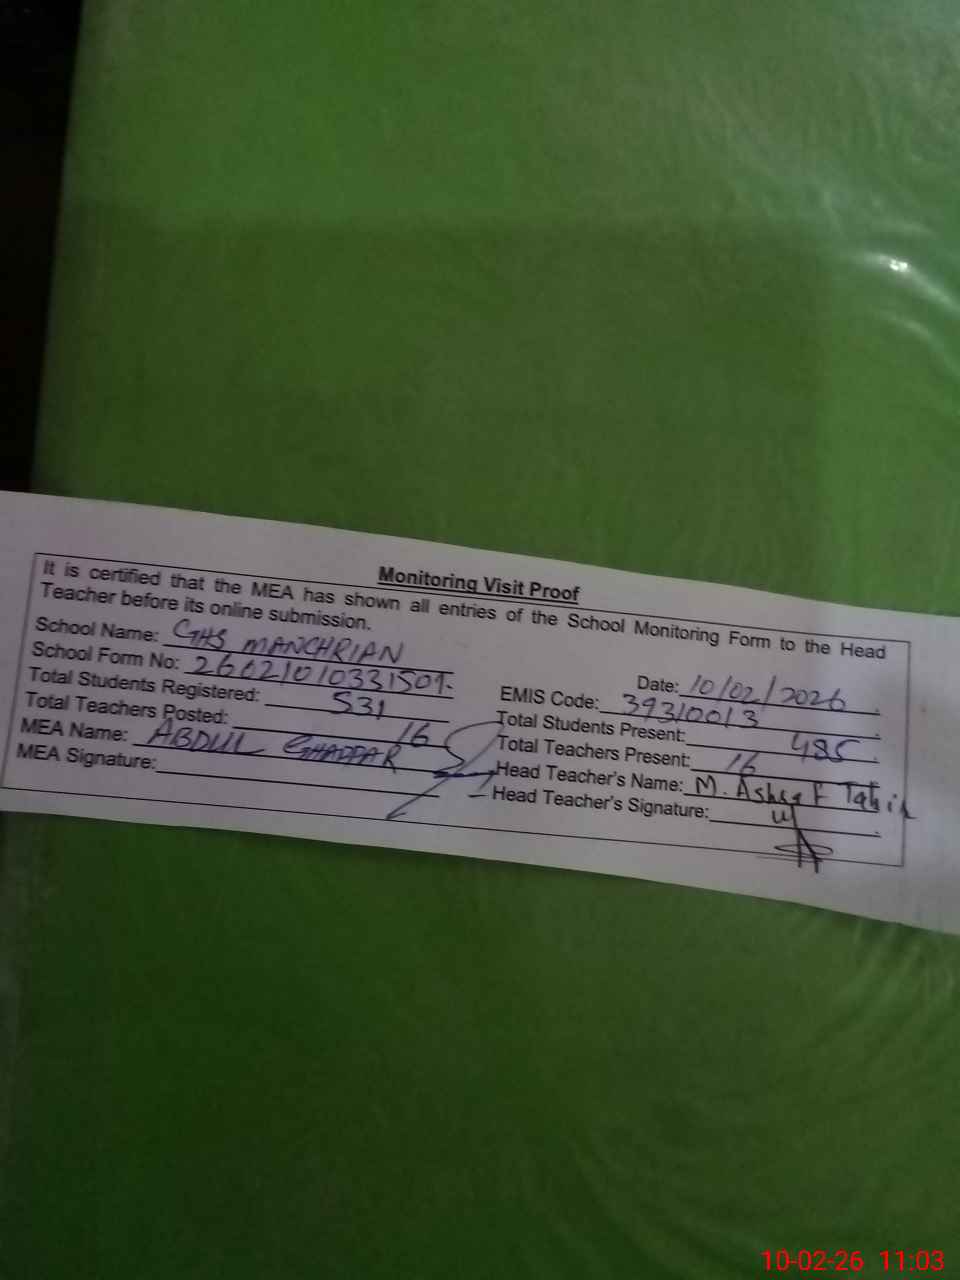 Monitoring Visit Proof
It is certified that the MEA has shown all entries of the School Monitoring Form to the Head
Teacher before its online submission.
School Name: GHS MANCHRIAN
Date: 10/02/2026
School Form No: 26021010331501
EMIS Code: 39310013
Total Students Registered: 531
Total Students Present: 485
Total Teachers Posted: 16
Total Teachers Present: 16
MEA Name: ABDUL GHAFFAR
Head Teacher's Name: M. Ashraf Tahir
MEA Signature:
Head Teacher's Signature:
10-02-26 11:03